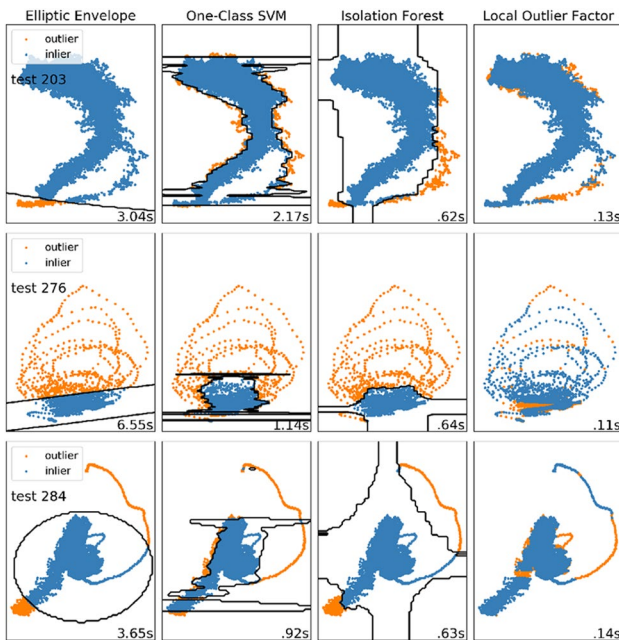 Elliptic Envelope One-Class SVM Isolation Forest Local Outlier Factor
outlier
inlier
test 203
3.04s 2.17s .62s .13s
outlier
inlier
test 276
6.55s 1.14s .64s .11s
outlier
inlier
test 284
3.65s .92s .63s .14s